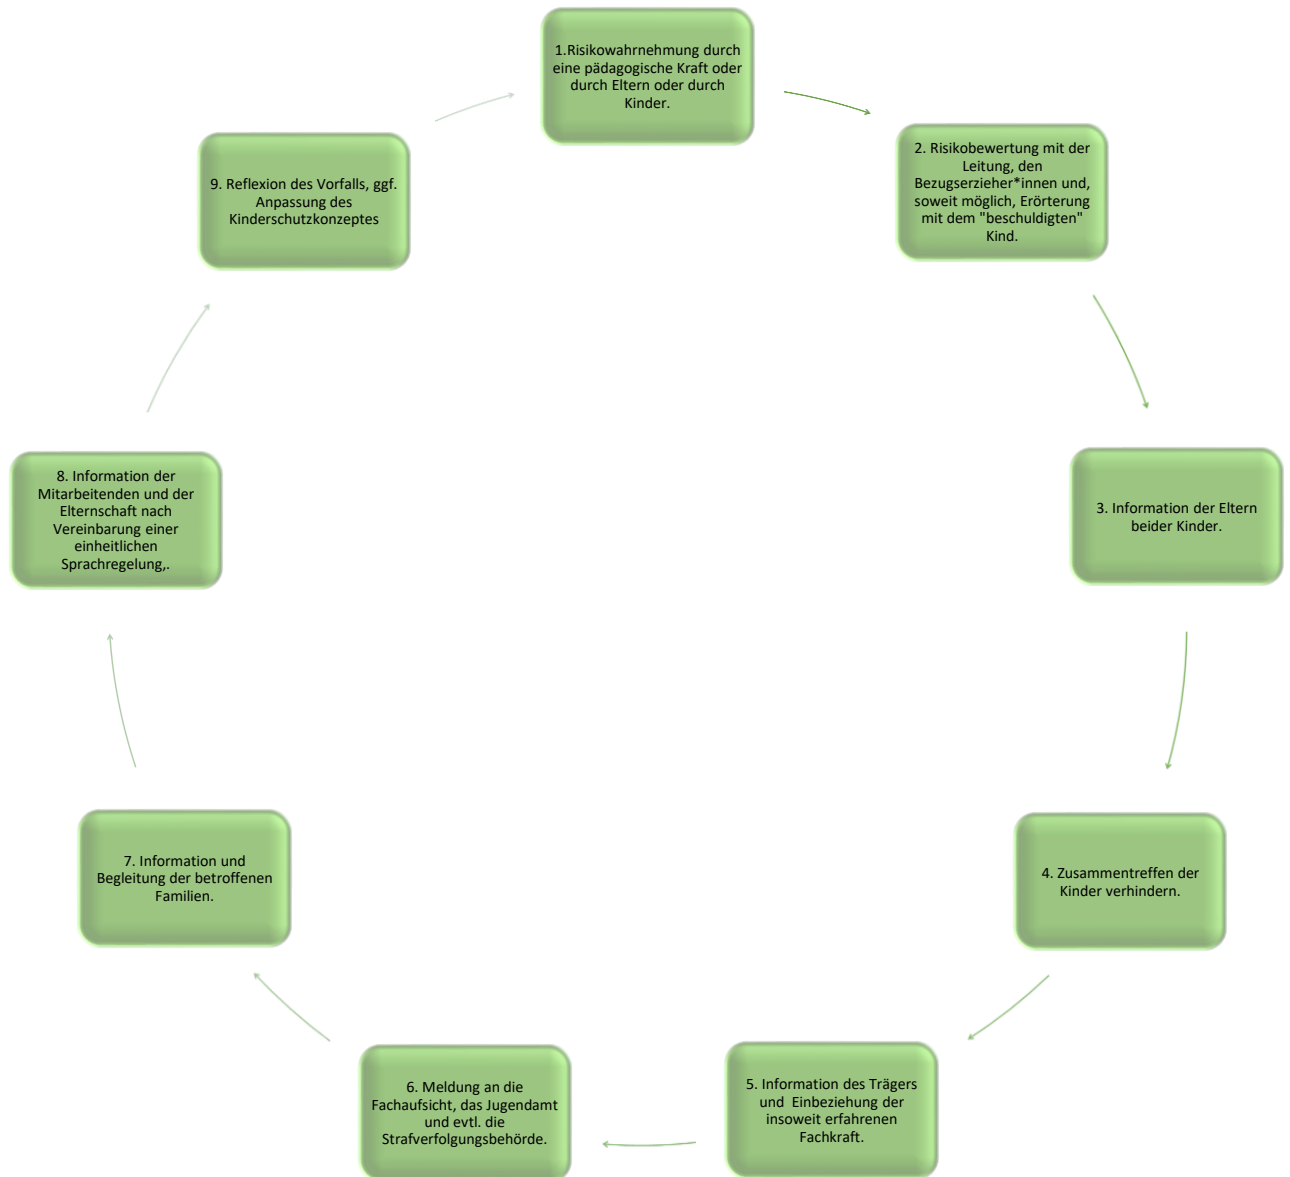 1.Risikowahrnehmung durch
eine pädagogische Kraft oder
durch Eltern oder durch
Kinder.
2. Risikobewertung mit der
Leitung, den
Bezugserzieher*innen und,
soweit möglich, Erörterung
mit dem "beschuldigten"
Kind.
3. Information der Eltern
beider Kinder.
4. Zusammentreffen der
Kinder verhindern.
5. Information des Trägers
und Einbeziehung der
insoweit erfahrenen
Fachkraft.
6. Meldung an die
Fachaufsicht, das Jugendamt
und evtl. die
Strafverfolgungsbehörde.
7. Information und
Begleitung der betroffenen
Familien.
8. Information der
Mitarbeitenden und der
Elternschaft nach
Vereinbarung einer
einheitlichen
Sprachregelung,.
9. Reflexion des Vorfalls, ggf.
Anpassung des
Kinderschutzkonzeptes